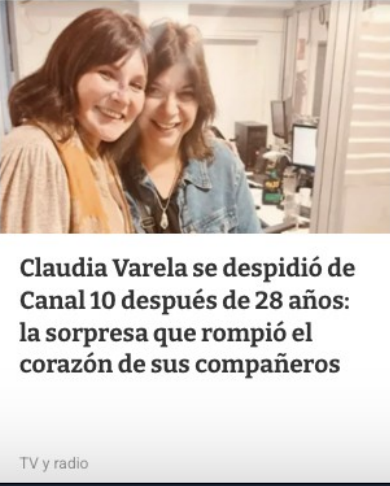 Claudia Varela se despidió de
Canal 10 después de 28 años:
la sorpresa que rompió el
corazón de sus compañeros
TV y radio